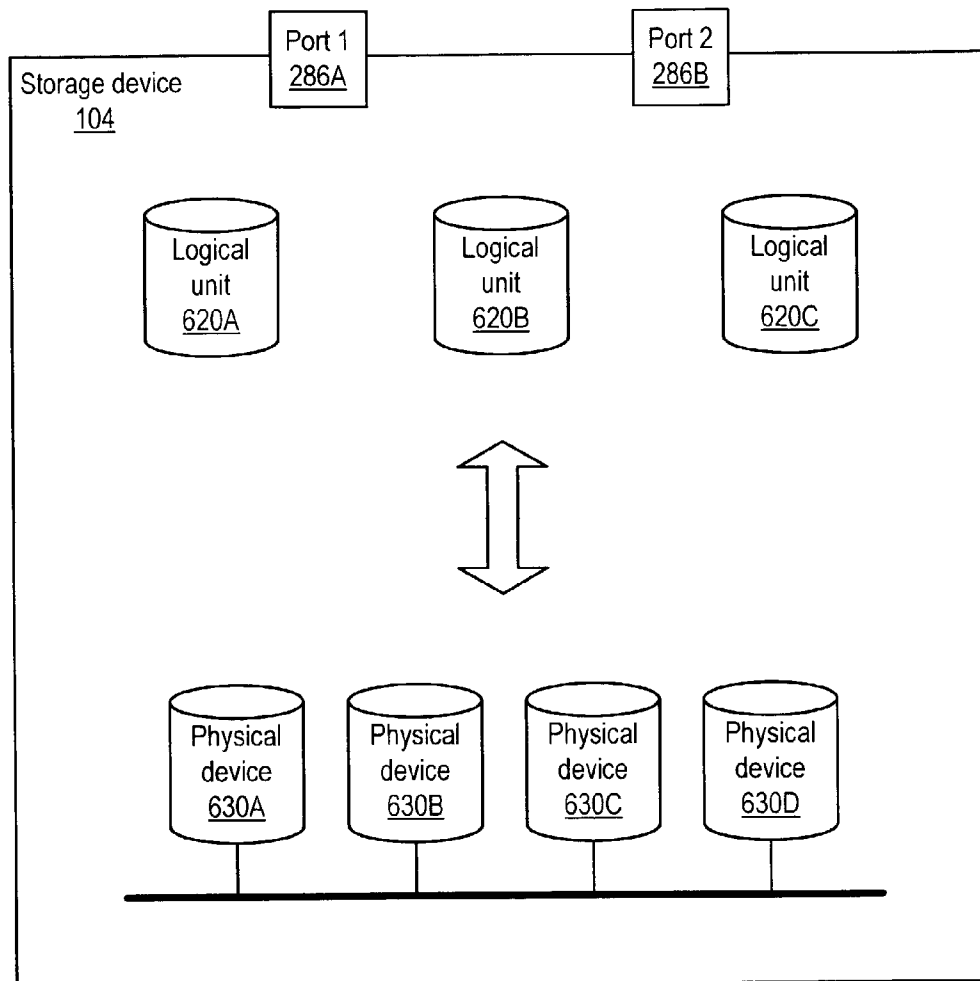 Port 1
286A
Port 2
286B
Storage device
104
Logical
unit
620A
Logical
unit
620B
Logical
unit
620C
Physical
device
630A
Physical
device
630B
Physical
device
630C
Physical
device
630D